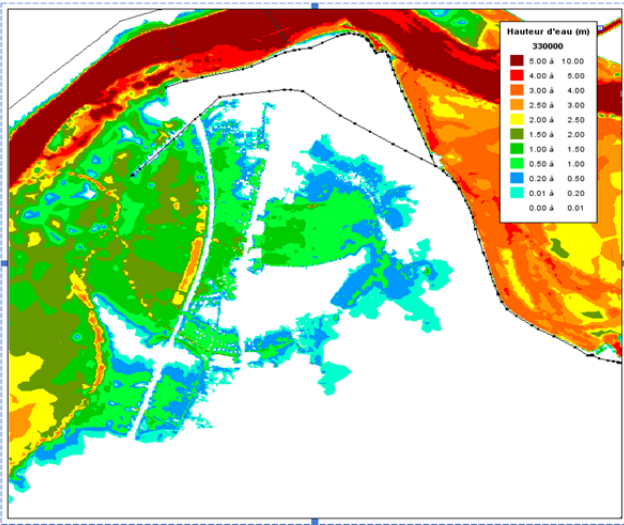 Hauteur d'eau (m)
330000
5.00 à 10.00
4.00 à 5.00
3.00 à 4.00
2.50 à 3.00
2.00 à 2.50
1.50 à 2.00
1.00 à 1.50
0.50 à 1.00
0.20 à 0.50
0.01 à 0.20
0.00 à 0.01